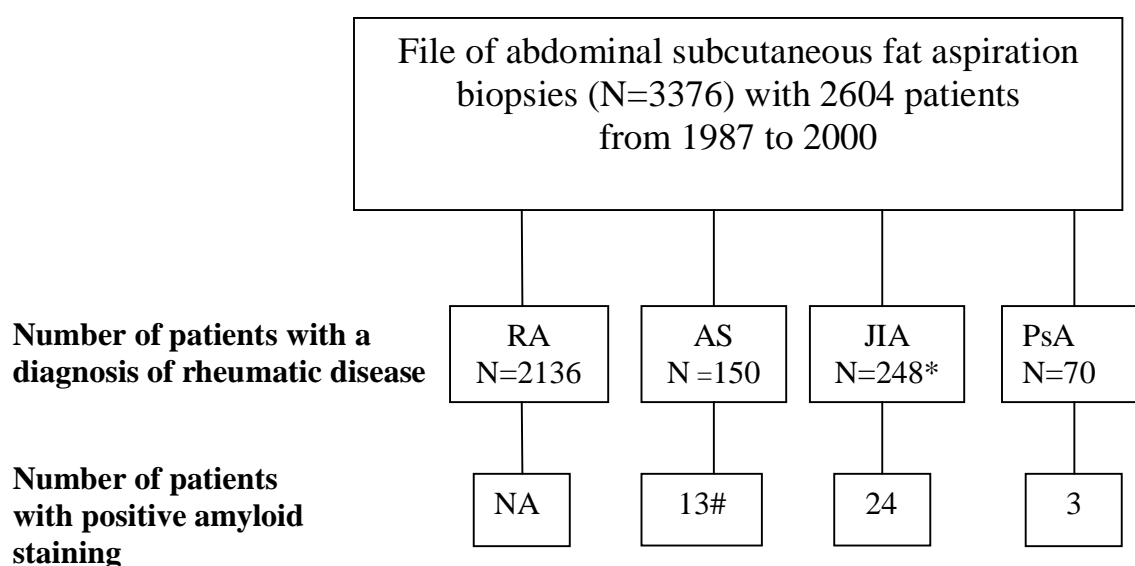 File of abdominal subcutaneous fat aspiration
biopsies (N=3376) with 2604 patients
from 1987 to 2000
Number of patients with a
diagnosis of rheumatic disease
RA
N=2136
AS
N =150
JIA
N=248*
PsA
N=70
Number of patients
with positive amyloid
staining
NA
13#
24
3